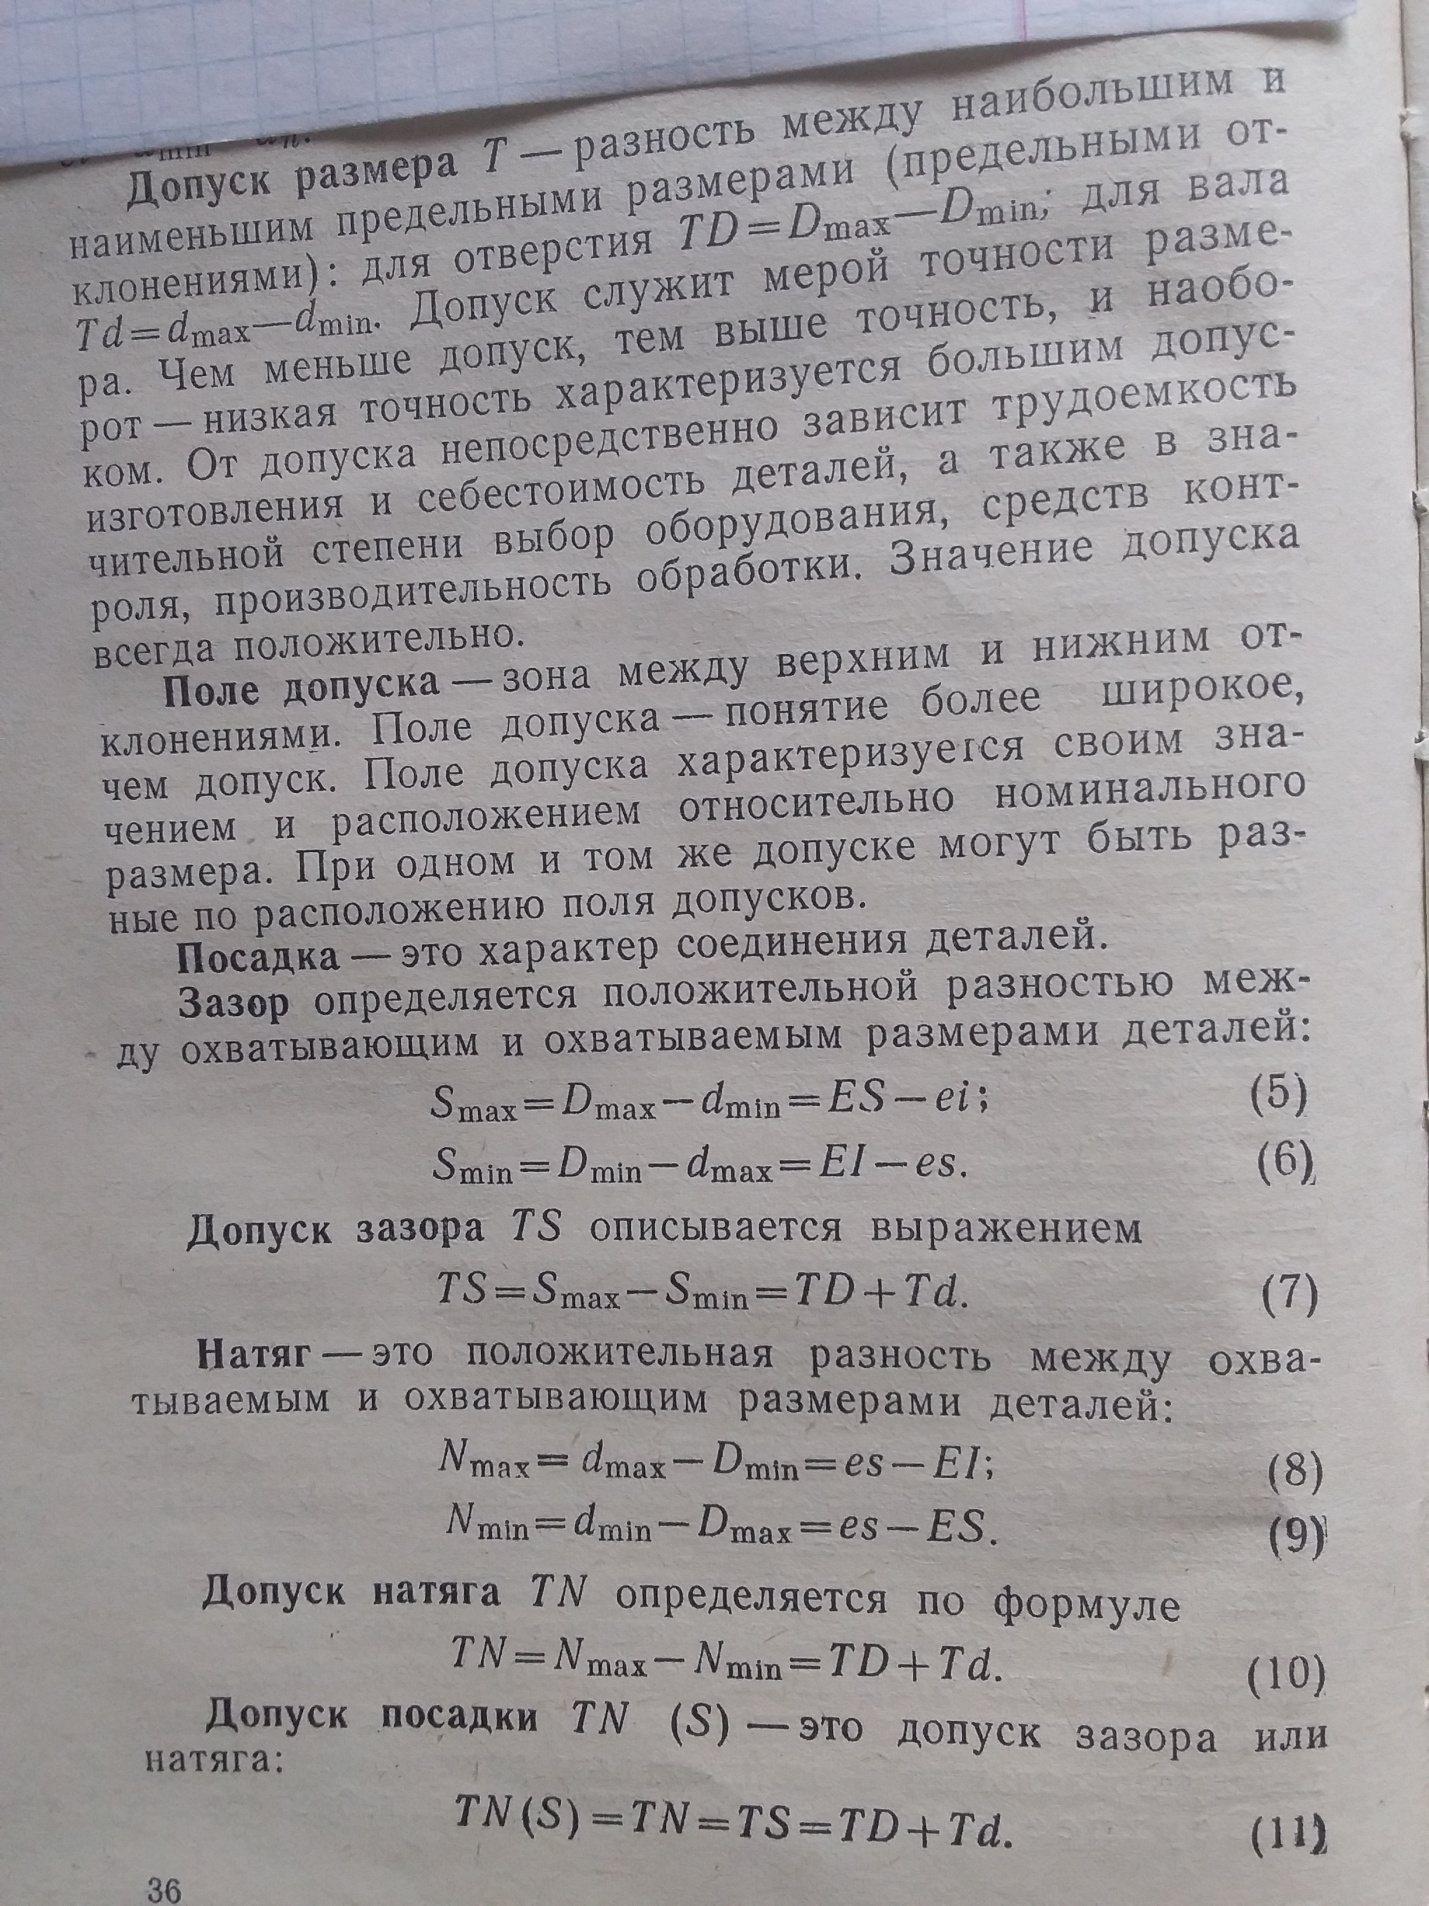 Допуск размера T — разность между наибольшим и
наименьшим предельными размерами (предельными от-
клонениями): для отверстия TD=Dmax—Dmin; для вала
Td=dmax—dmin. Допуск служит мерой точности разме-
ра. Чем меньше допуск, тем выше точность, и наобо-
рот — низкая точность характеризуется большим допус-
ком. От допуска непосредственно зависит трудоемкость
изготовления и себестоимость деталей, а также в зна-
чительной степени выбор оборудования, средств конт-
роля, производительность обработки. Значение допуска
всегда положительно.
Поле допуска — зона между верхним и нижним от-
клонениями. Поле допуска — понятие более широкое,
чем допуск. Поле допуска характеризуется своим зна-
чением и расположением относительно номинального
размера. При одном и том же допуске могут быть раз-
ные по расположению поля допусков.
Посадка — это характер соединения деталей.
Зазор определяется положительной разностью меж-
ду охватывающим и охватываемым размерами деталей:
Smax=Dmax—dmin=ES—ei; (5)
Smin=Dmin—dmax=EI—es. (6)
Допуск зазора TS описывается выражением
TS=Smax—Smin=TD+Td. (7)
Натяг — это положительная разность между охва-
тываемым и охватывающим размерами деталей:
Nmax= dmax—Dmin=es—EI; (8)
Nmin=dmin—Dmax=es—ES. (9)
Допуск натяга TN определяется по формуле
TN=Nmax—Nmin=TD+Td. (10)
Допуск посадки TN (S) — это допуск зазора или
натяга:
TN(S)=TN=TS=TD+Td. (11)
36